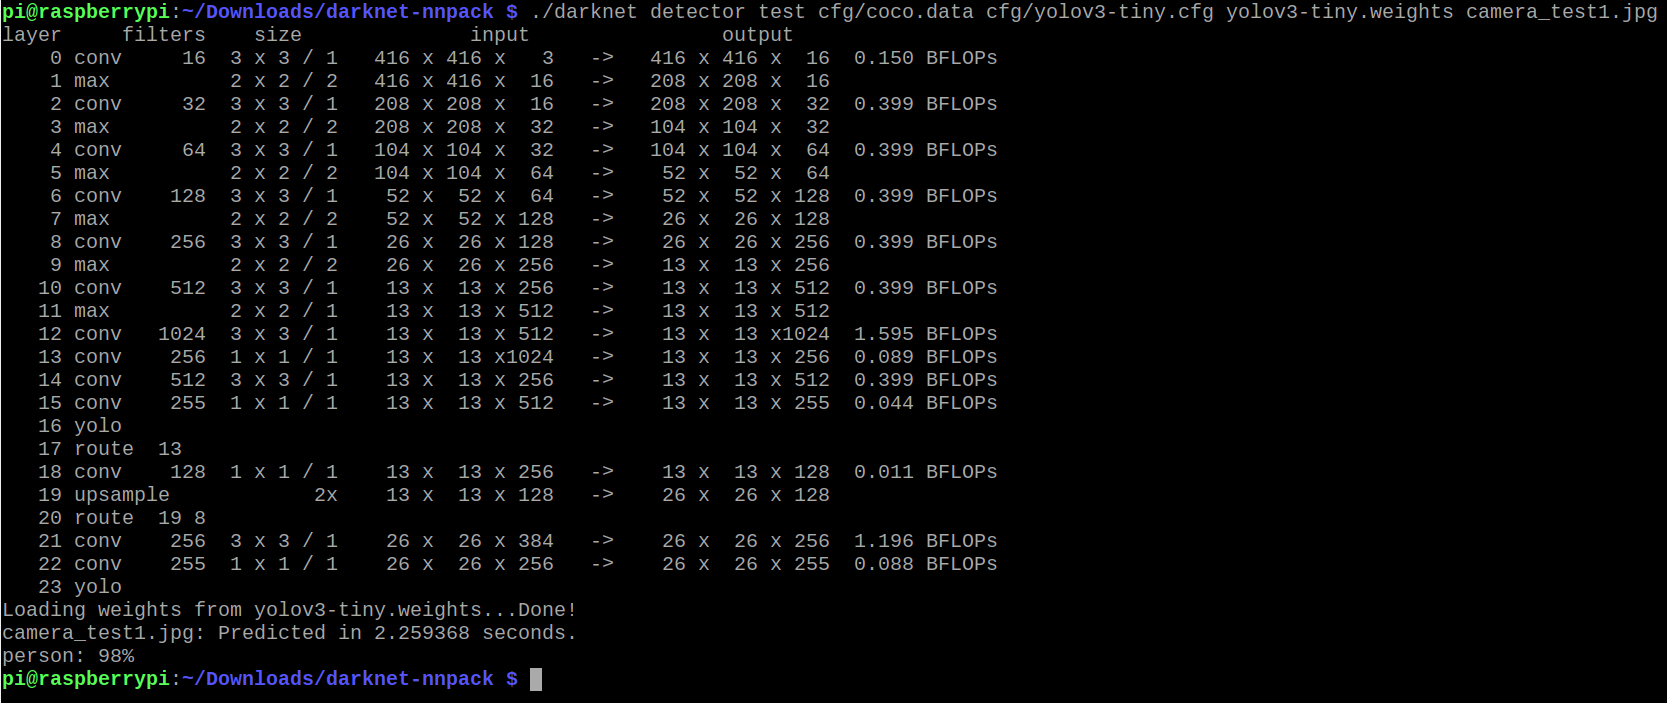 pi@raspberrypi:~/Downloads/darknet-nnpack $ ./darknet detector test cfg/coco.data cfg/yolov3-tiny.cfg yolov3-tiny.weights camera_test1.jpg
layer     filters    size              input                output
    0 conv     16  3 x 3 / 1   416 x 416 x   3   ->   416 x 416 x  16  0.150 BFLOPs
    1 max          2 x 2 / 2   416 x 416 x  16   ->   208 x 208 x  16
    2 conv     32  3 x 3 / 1   208 x 208 x  16   ->   208 x 208 x  32  0.399 BFLOPs
    3 max          2 x 2 / 2   208 x 208 x  32   ->   104 x 104 x  32
    4 conv     64  3 x 3 / 1   104 x 104 x  32   ->   104 x 104 x  64  0.399 BFLOPs
    5 max          2 x 2 / 2   104 x 104 x  64   ->    52 x  52 x  64
    6 conv    128  3 x 3 / 1    52 x  52 x  64   ->    52 x  52 x 128  0.399 BFLOPs
    7 max          2 x 2 / 2    52 x  52 x 128   ->    26 x  26 x 128
    8 conv    256  3 x 3 / 1    26 x  26 x 128   ->    26 x  26 x 256  0.399 BFLOPs
    9 max          2 x 2 / 2    26 x  26 x 256   ->    13 x  13 x 256
   10 conv    512  3 x 3 / 1    13 x  13 x 256   ->    13 x  13 x 512  0.399 BFLOPs
   11 max          2 x 2 / 1    13 x  13 x 512   ->    13 x  13 x 512
   12 conv   1024  3 x 3 / 1    13 x  13 x 512   ->    13 x  13 x1024  1.595 BFLOPs
   13 conv    256  1 x 1 / 1    13 x  13 x1024   ->    13 x  13 x 256  0.089 BFLOPs
   14 conv    512  3 x 3 / 1    13 x  13 x 256   ->    13 x  13 x 512  0.399 BFLOPs
   15 conv    255  1 x 1 / 1    13 x  13 x 512   ->    13 x  13 x 255  0.044 BFLOPs
   16 yolo
   17 route  13
   18 conv    128  1 x 1 / 1    13 x  13 x 256   ->    13 x  13 x 128  0.011 BFLOPs
   19 upsample            2x    13 x  13 x 128   ->    26 x  26 x 128
   20 route  19 8
   21 conv    256  3 x 3 / 1    26 x  26 x 384   ->    26 x  26 x 256  1.196 BFLOPs
   22 conv    255  1 x 1 / 1    26 x  26 x 256   ->    26 x  26 x 255  0.088 BFLOPs
   23 yolo
Loading weights from yolov3-tiny.weights...Done!
camera_test1.jpg: Predicted in 2.259368 seconds.
person: 98%
pi@raspberrypi:~/Downloads/darknet-nnpack $